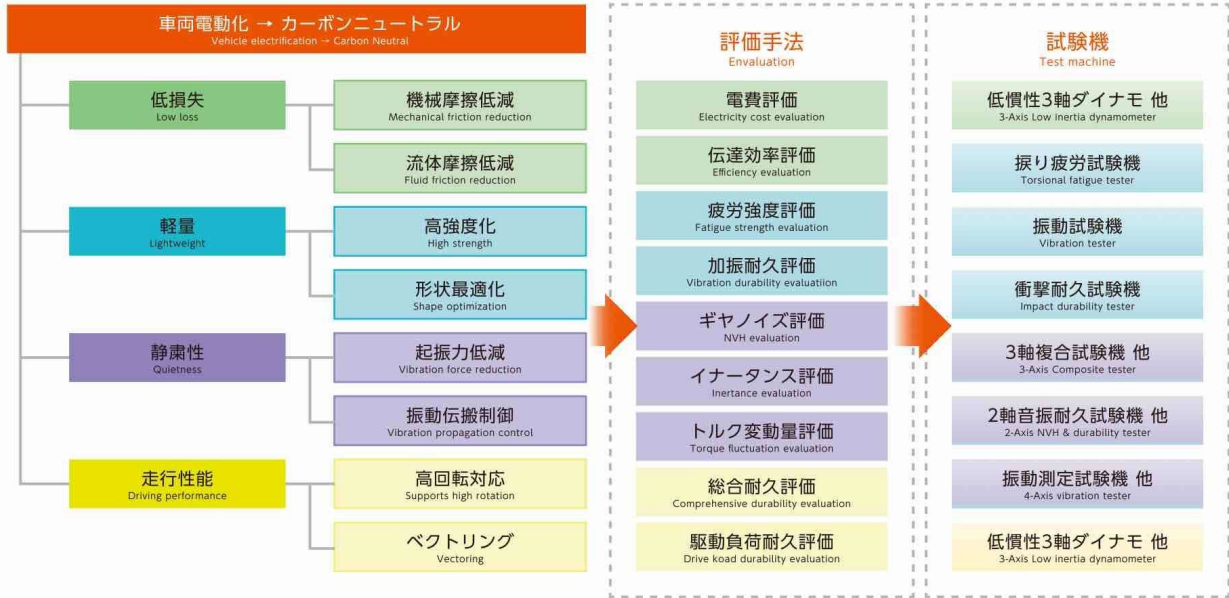 車両電動化 → カーボンニュートラル
Vehicle electrification → Carbon Neutral
低損失
Low loss
機械摩擦低減
Mechanical friction reduction
流体摩擦低減
Fluid friction reduction
軽量
Lightweight
高強度化
High strength
形状最適化
Shape optimization
静粛性
Quietness
起振力低減
Vibration force reduction
振動伝搬制御
Vibration propagation control
走行性能
Driving performance
高回転対応
Supports high rotation
ベクトリング
Vectoring
評価手法
Envaluation
電費評価
Electricity cost evaluation
伝達効率評価
Efficiency evaluation
疲労強度評価
Fatigue strength evaluation
加振耐久評価
Vibration durability evaluatiion
ギヤノイズ評価
NVH evaluation
イナータンス評価
Inertance evaluation
トルク変動量評価
Torque fluctuation evaluation
総合耐久評価
Comprehensive durability evaluation
駆動負荷耐久評価
Drive koad durability evaluation
試験機
Test machine
低慣性3軸ダイナモ 他
3-Axis Low inertia dynamometer
捩り疲労試験機
Torsional fatigue tester
振動試験機
Vibration tester
衝撃耐久試験機
Impact durability tester
3軸複合試験機 他
3-Axis Composite tester
2軸音振耐久試験機 他
2-Axis NVH & durability tester
振動測定試験機 他
4-Axis vibration tester
低慣性3軸ダイナモ 他
3-Axis Low inertia dynamometer